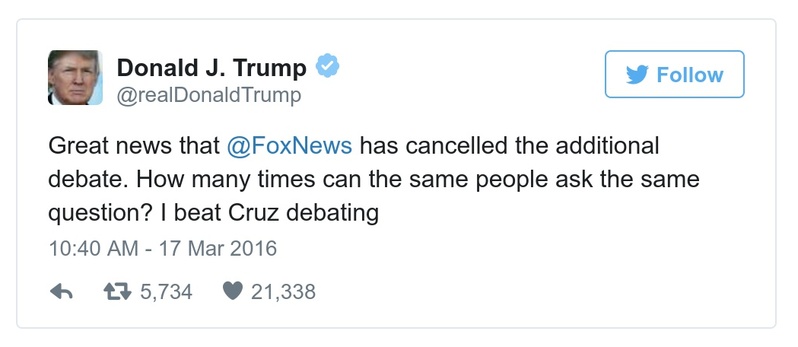 Donald J. Trump
@realDonaldTrump
Follow
Great news that @FoxNews has cancelled the additional
debate. How many times can the same people ask the same
question? I beat Cruz debating
10:40 AM - 17 Mar 2016
5,734 21,338